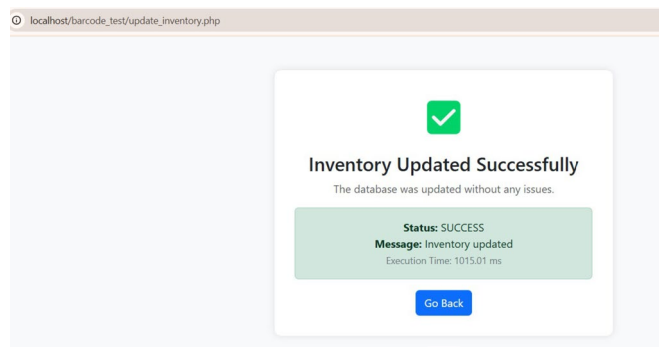 localhost/barcode_test/update_inventory.php
Inventory Updated Successfully
The database was updated without any issues.
Status: SUCCESS
Message: Inventory updated
Execution Time: 1015.01 ms
Go Back